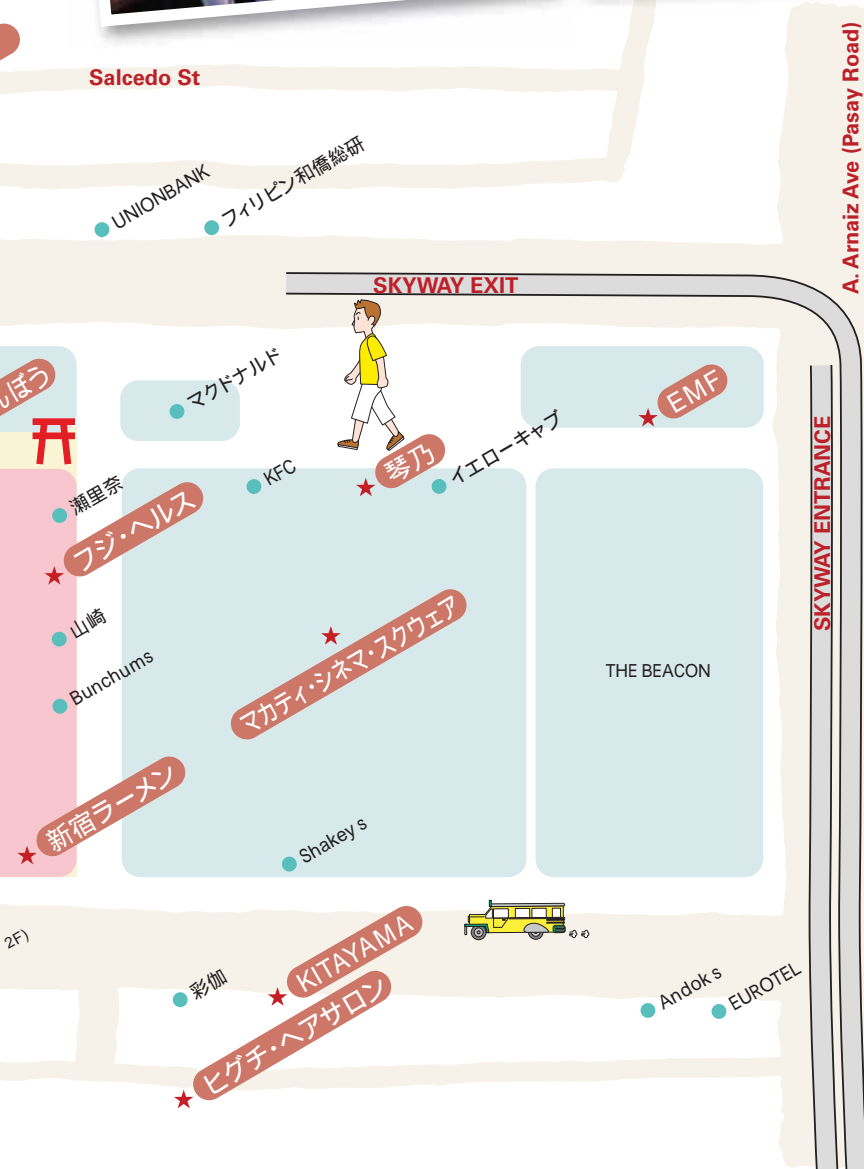 Salcedo St
A. Arnaiz Ave (Pasay Road)
UNIONBANK
フィリピン和僑総研
SKYWAY EXIT
んぼう
マクドナルド
EMF
SKYWAY ENTRANCE
瀬里奈
フジ・ヘルス
KFC
琴乃
イエローキャブ
山崎
Bunchums
マカティ・シネマ・スクウェア
THE BEACON
新宿ラーメン
Shakey s
2F)
彩伽
KITAYAMA
ヒグチ・ヘアサロン
Andok s
EUROTEL